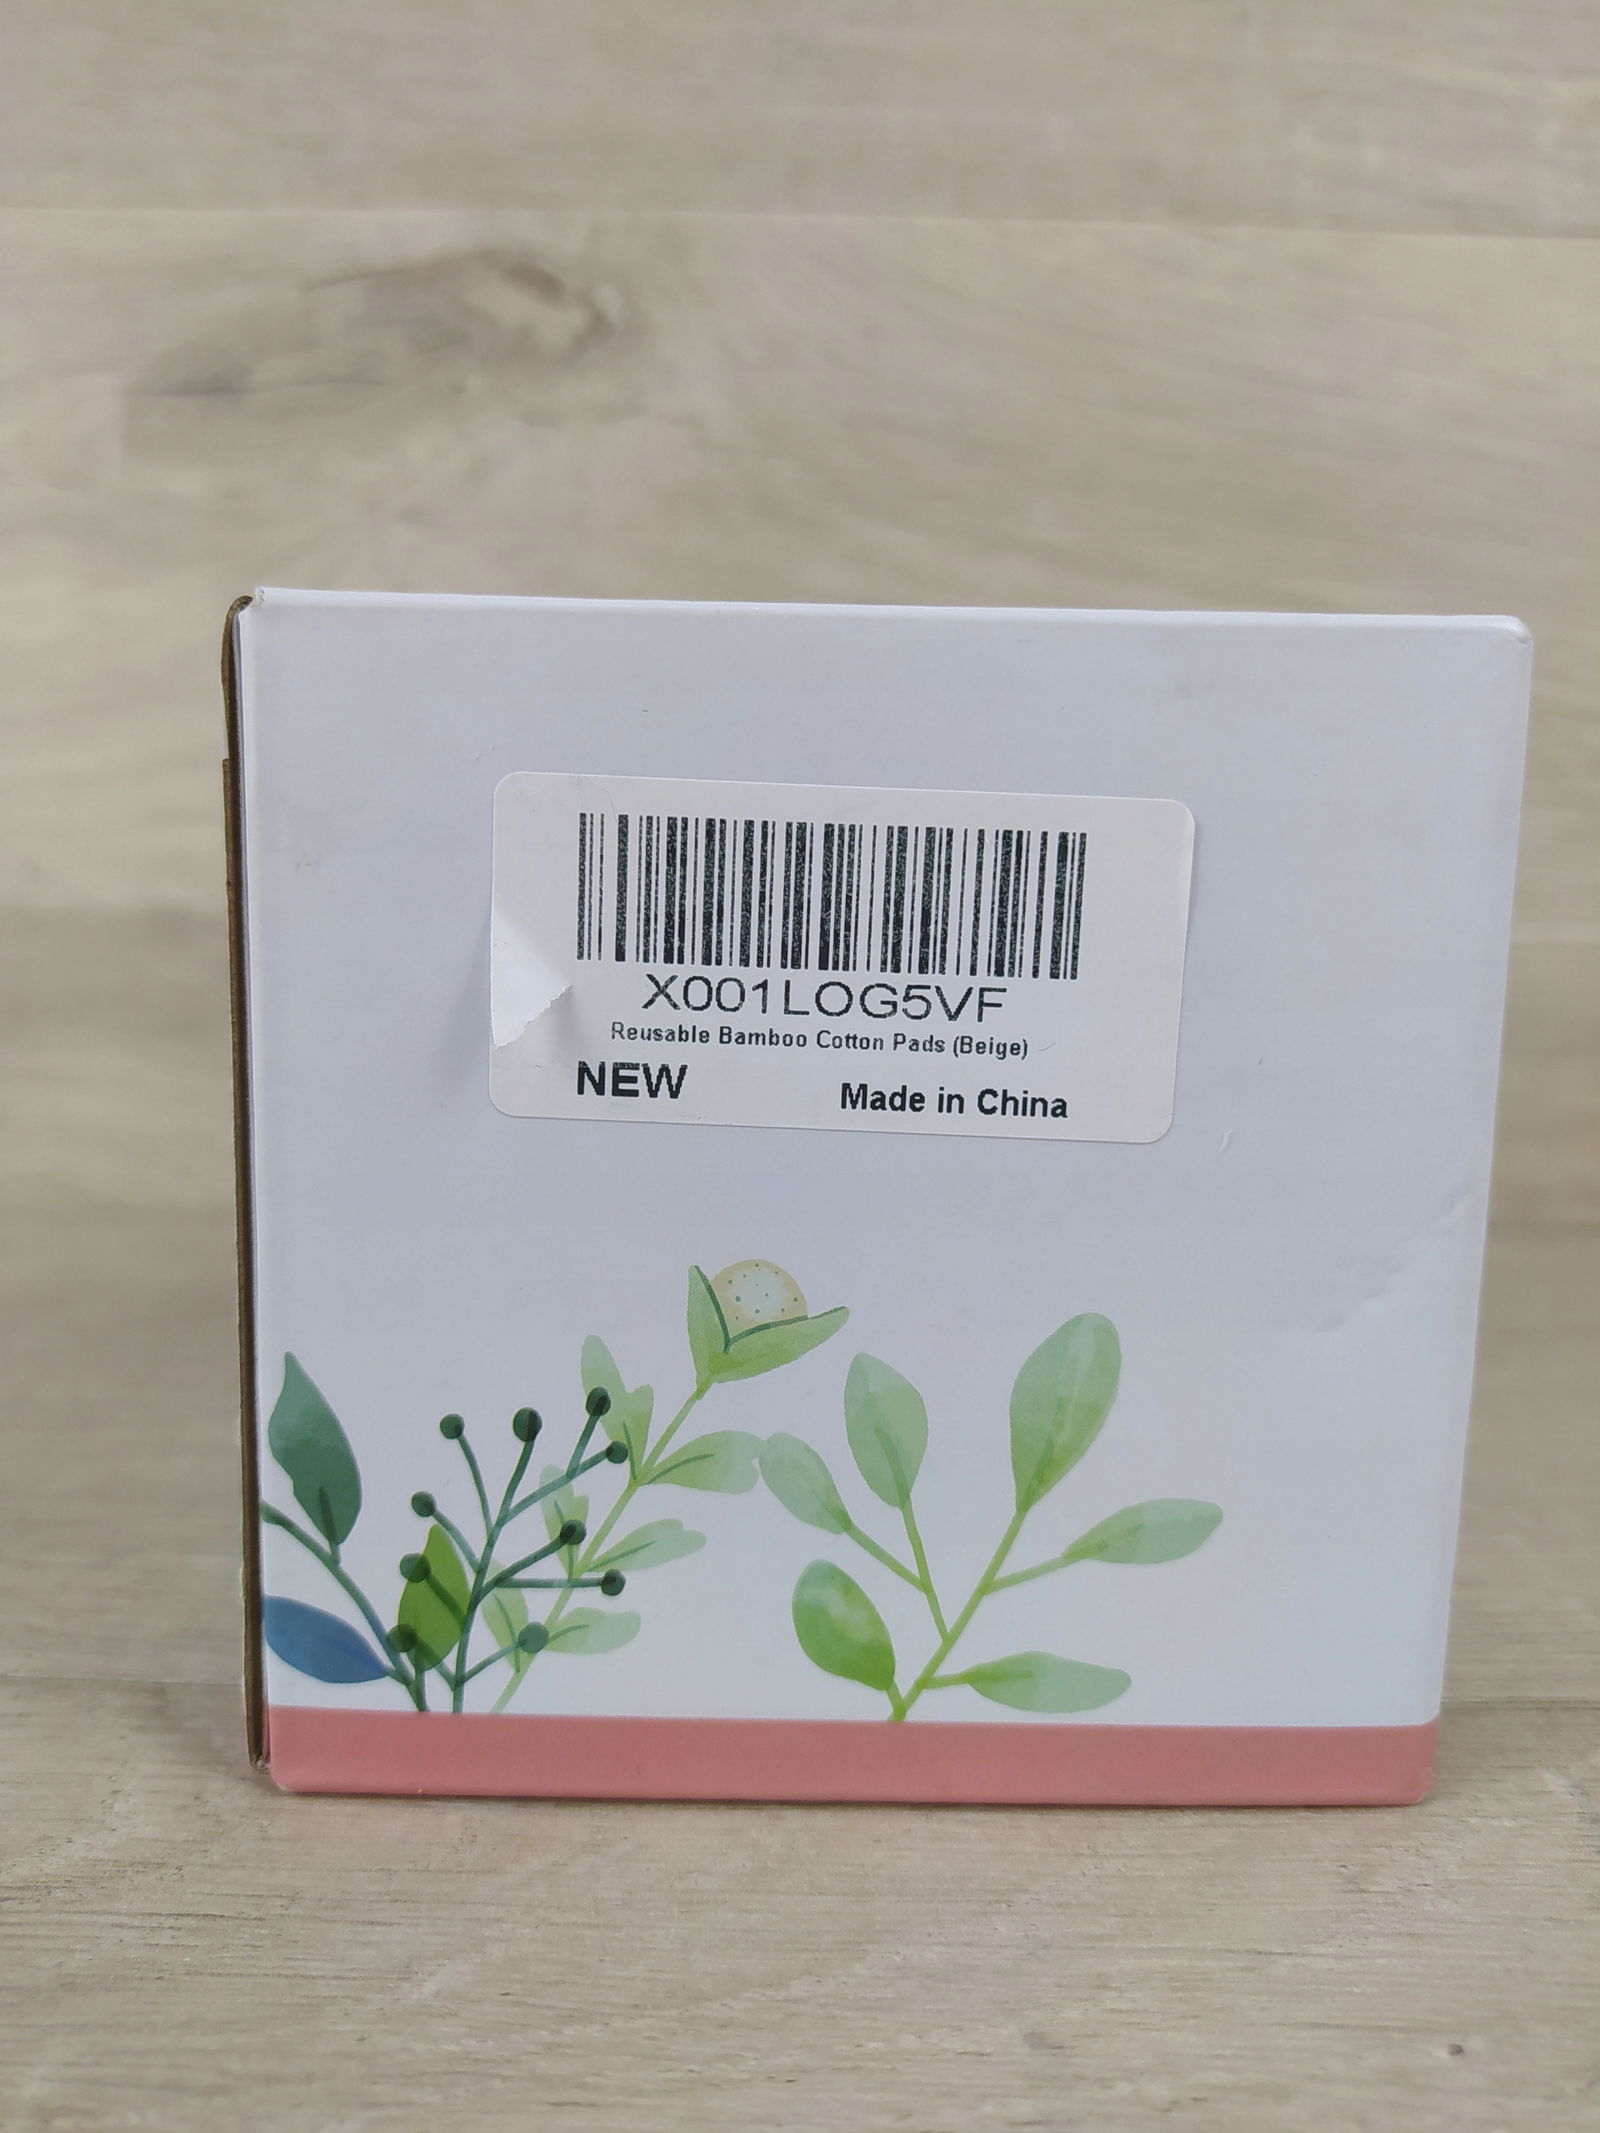 X001LOG5VF
Reusable Bamboo Cotton Pads (Beige)
NEW
Made in China